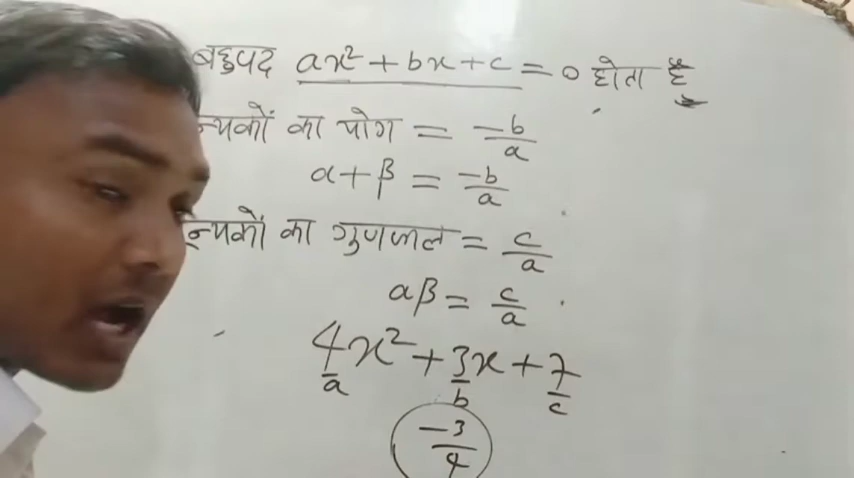 बहुपद ax² + bx + c = 0 होता है
का योग = -b/a
α + β = -b/a
का गुणनफल = c/a
αβ = c/a
4x² + 3x + 7
a b c
-3/4